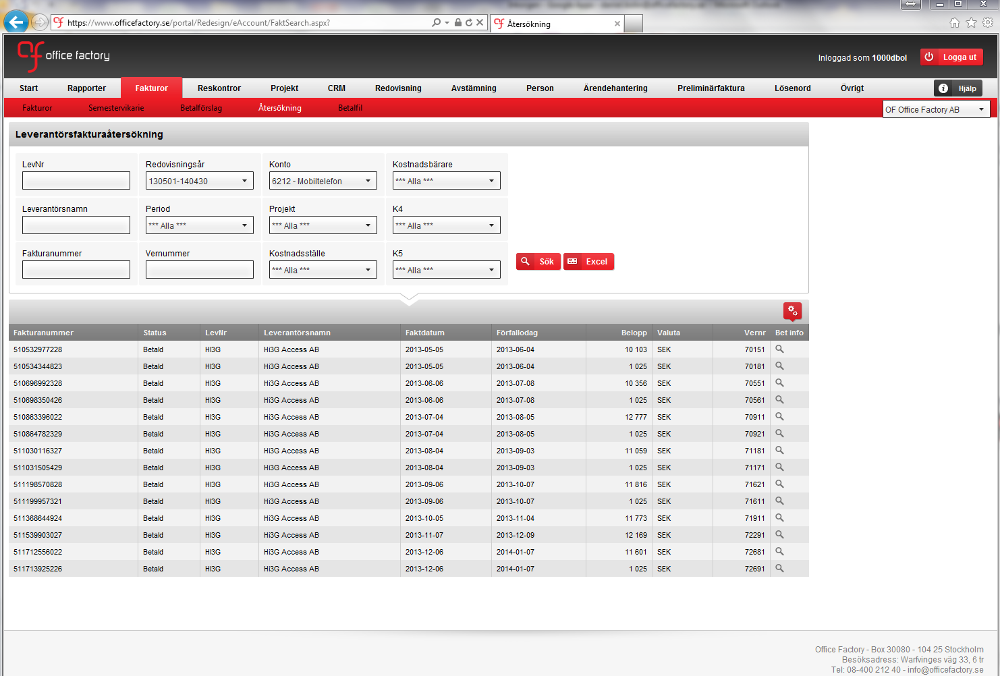 https://www.officefactory.se/portal/Redesign/eAccount/FaktSearch.aspx?
Återsökning
office factory
Inloggad som 1000dbol
Logga ut
Start Rapporter Fakturor Reskontror Projekt CRM Redovisning Avstämning Person Ärendehantering Preliminärfaktura Lösenord Övrigt Hjälp
Fakturor Semestervikarie Betalförslag Återsökning Betalfil OF Office Factory AB
Leverantörsfakturaåtersökning
LevNr Redovisningsår Konto Kostnadsbärare
130501-140430 6212 - Mobiltelefon *** Alla ***
Leverantörsnamn Period Projekt K4
*** Alla *** *** Alla *** *** Alla ***
Fakturanummer Vernummer Kostnadsställe K5
*** Alla *** *** Alla *** Sök Excel
Fakturanummer Status LevNr Leverantörsnamn Faktdatum Förfallodag Belopp Valuta Vernr Bet info
510532977228 Betald HI3G Hi3G Access AB 2013-05-05 2013-06-04 10 103 SEK 70151
510534344823 Betald HI3G Hi3G Access AB 2013-05-05 2013-06-04 1 025 SEK 70181
510696992328 Betald HI3G Hi3G Access AB 2013-06-06 2013-07-08 10 356 SEK 70551
510698350426 Betald HI3G Hi3G Access AB 2013-06-06 2013-07-08 1 025 SEK 70561
510863396022 Betald HI3G Hi3G Access AB 2013-07-04 2013-08-05 12 777 SEK 70911
510864782329 Betald HI3G Hi3G Access AB 2013-07-04 2013-08-05 1 025 SEK 70921
511030116327 Betald HI3G Hi3G Access AB 2013-08-04 2013-09-03 11 059 SEK 71181
511031505429 Betald HI3G Hi3G Access AB 2013-08-04 2013-09-03 1 025 SEK 71171
511198570828 Betald HI3G Hi3G Access AB 2013-09-06 2013-10-07 11 816 SEK 71621
511199957321 Betald HI3G Hi3G Access AB 2013-09-06 2013-10-07 1 025 SEK 71611
511368644924 Betald HI3G Hi3G Access AB 2013-10-05 2013-11-04 11 773 SEK 71911
511539903027 Betald HI3G Hi3G Access AB 2013-11-07 2013-12-09 12 169 SEK 72291
511712556022 Betald HI3G Hi3G Access AB 2013-12-06 2014-01-07 11 601 SEK 72681
511713925226 Betald HI3G Hi3G Access AB 2013-12-06 2014-01-07 1 025 SEK 72691
Office Factory - Box 30080 - 104 25 Stockholm
Besöksadress: Warfvinges väg 33, 6 tr
Tel: 08-400 212 40 - info@officefactory.se